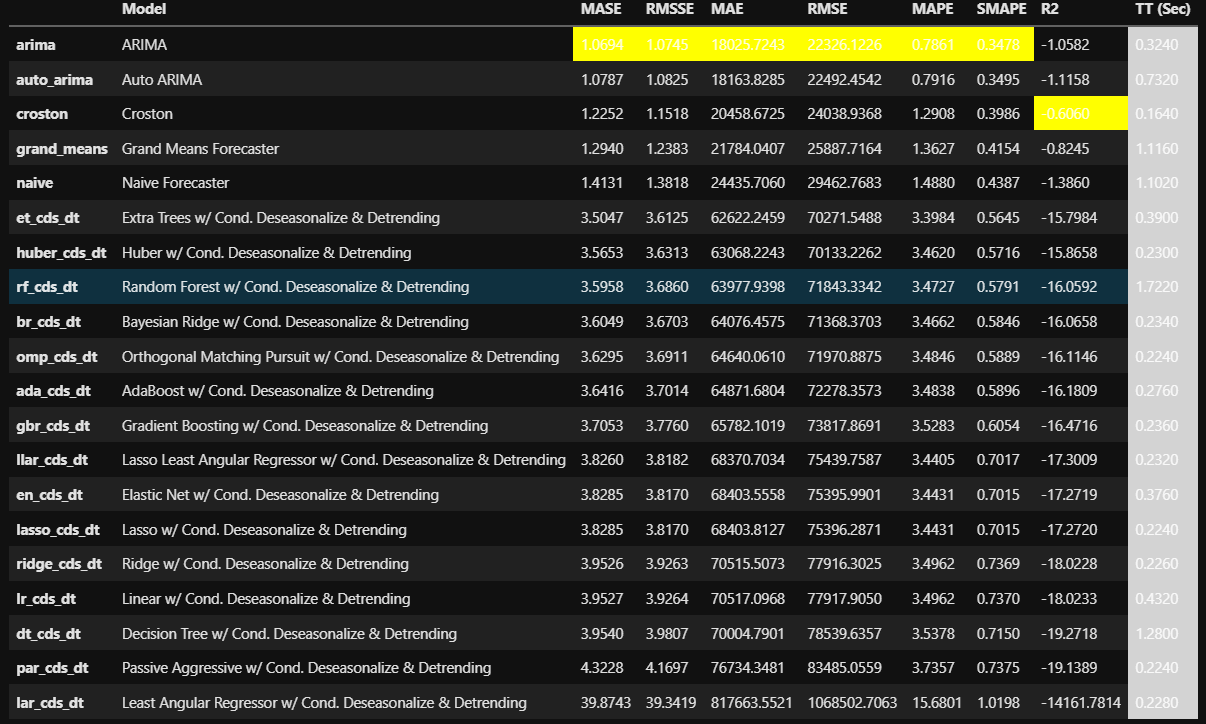 Model MASE RMSSE MAE RMSE MAPE SMAPE R2 TT (Sec)
arima ARIMA 1.0694 1.0745 18025.7243 22326.1226 0.7861 0.3478 -1.0582 0.3240
auto_arima Auto ARIMA 1.0787 1.0825 18163.8285 22492.4542 0.7916 0.3495 -1.1158 0.7320
croston Croston 1.2252 1.1518 20458.6725 24038.9368 1.2908 0.3986 -0.6060 0.1640
grand_means Grand Means Forecaster 1.2940 1.2383 21784.0407 25887.7164 1.3627 0.4154 -0.8245 1.1160
naive Naive Forecaster 1.4131 1.3818 24435.7060 29462.7683 1.4880 0.4387 -1.3860 1.1020
et_cds_dt Extra Trees w/ Cond. Deseasonalize & Detrending 3.5047 3.6125 62622.2459 70271.5488 3.3984 0.5645 -15.7984 0.3900
huber_cds_dt Huber w/ Cond. Deseasonalize & Detrending 3.5653 3.6313 63068.2243 70133.2262 3.4620 0.5716 -15.8658 0.2300
rf_cds_dt Random Forest w/ Cond. Deseasonalize & Detrending 3.5958 3.6860 63977.9398 71843.3342 3.4727 0.5791 -16.0592 1.7220
br_cds_dt Bayesian Ridge w/ Cond. Deseasonalize & Detrending 3.6049 3.6703 64076.4575 71368.3703 3.4662 0.5846 -16.0658 0.2340
omp_cds_dt Orthogonal Matching Pursuit w/ Cond. Deseasonalize & Detrending 3.6295 3.6911 64640.0610 71970.8875 3.4846 0.5889 -16.1146 0.2240
ada_cds_dt AdaBoost w/ Cond. Deseasonalize & Detrending 3.6416 3.7014 64871.6804 72278.3573 3.4838 0.5896 -16.1809 0.2760
gbr_cds_dt Gradient Boosting w/ Cond. Deseasonalize & Detrending 3.7053 3.7760 65782.1019 73817.8691 3.5283 0.6054 -16.4716 0.2360
llar_cds_dt Lasso Least Angular Regressor w/ Cond. Deseasonalize & Detrending 3.8260 3.8182 68370.7034 75439.7587 3.4405 0.7017 -17.3009 0.2320
en_cds_dt Elastic Net w/ Cond. Deseasonalize & Detrending 3.8285 3.8170 68403.5558 75395.9901 3.4431 0.7015 -17.2719 0.3760
lasso_cds_dt Lasso w/ Cond. Deseasonalize & Detrending 3.8285 3.8170 68403.8127 75396.2871 3.4431 0.7015 -17.2720 0.2240
ridge_cds_dt Ridge w/ Cond. Deseasonalize & Detrending 3.9526 3.9263 70515.5073 77916.3025 3.4962 0.7369 -18.0228 0.2260
lr_cds_dt Linear w/ Cond. Deseasonalize & Detrending 3.9527 3.9264 70517.0968 77917.9050 3.4962 0.7370 -18.0233 0.4320
dt_cds_dt Decision Tree w/ Cond. Deseasonalize & Detrending 3.9540 3.9807 70004.7901 78539.6357 3.5378 0.7150 -19.2718 1.2800
par_cds_dt Passive Aggressive w/ Cond. Deseasonalize & Detrending 4.3228 4.1697 76734.3481 83485.0559 3.7357 0.7375 -19.1389 0.2240
lar_cds_dt Least Angular Regressor w/ Cond. Deseasonalize & Detrending 39.8743 39.3419 817663.5521 1068502.7063 15.6801 1.0198 -14161.7814 0.2280